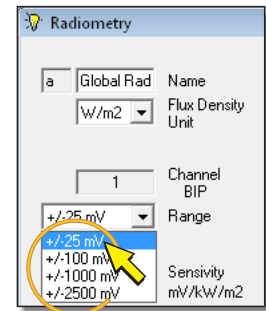 Radiometry
a Global Rad Name
W/m2 Flux Density
Unit
1 Channel
BIP
+/-25 mV Range
+/-25 mV
+/-100 mV
+/-1000 mV Sensivity
+/-2500 mV mV/kW/m2